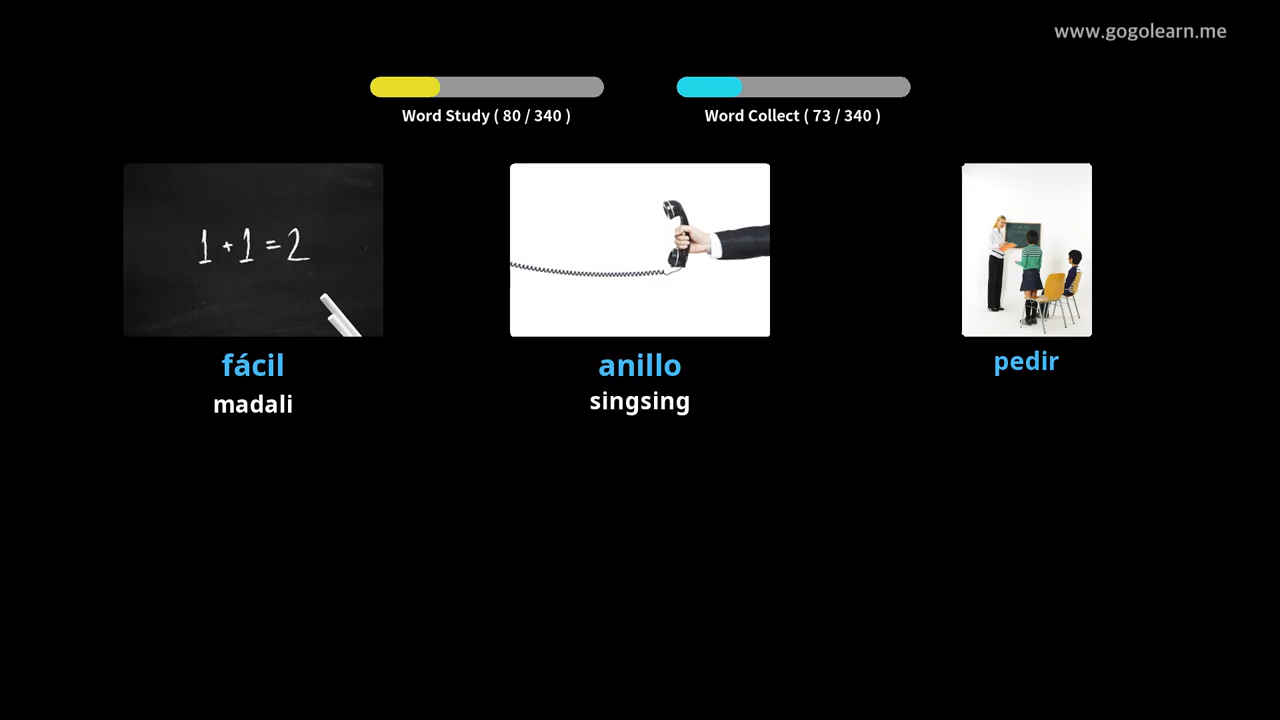 www.gogolearn.me
Word Study ( 80 / 340 )
Word Collect ( 73 / 340 )
1 + 1 = 2
fácil
madali
anillo
singsing
pedir